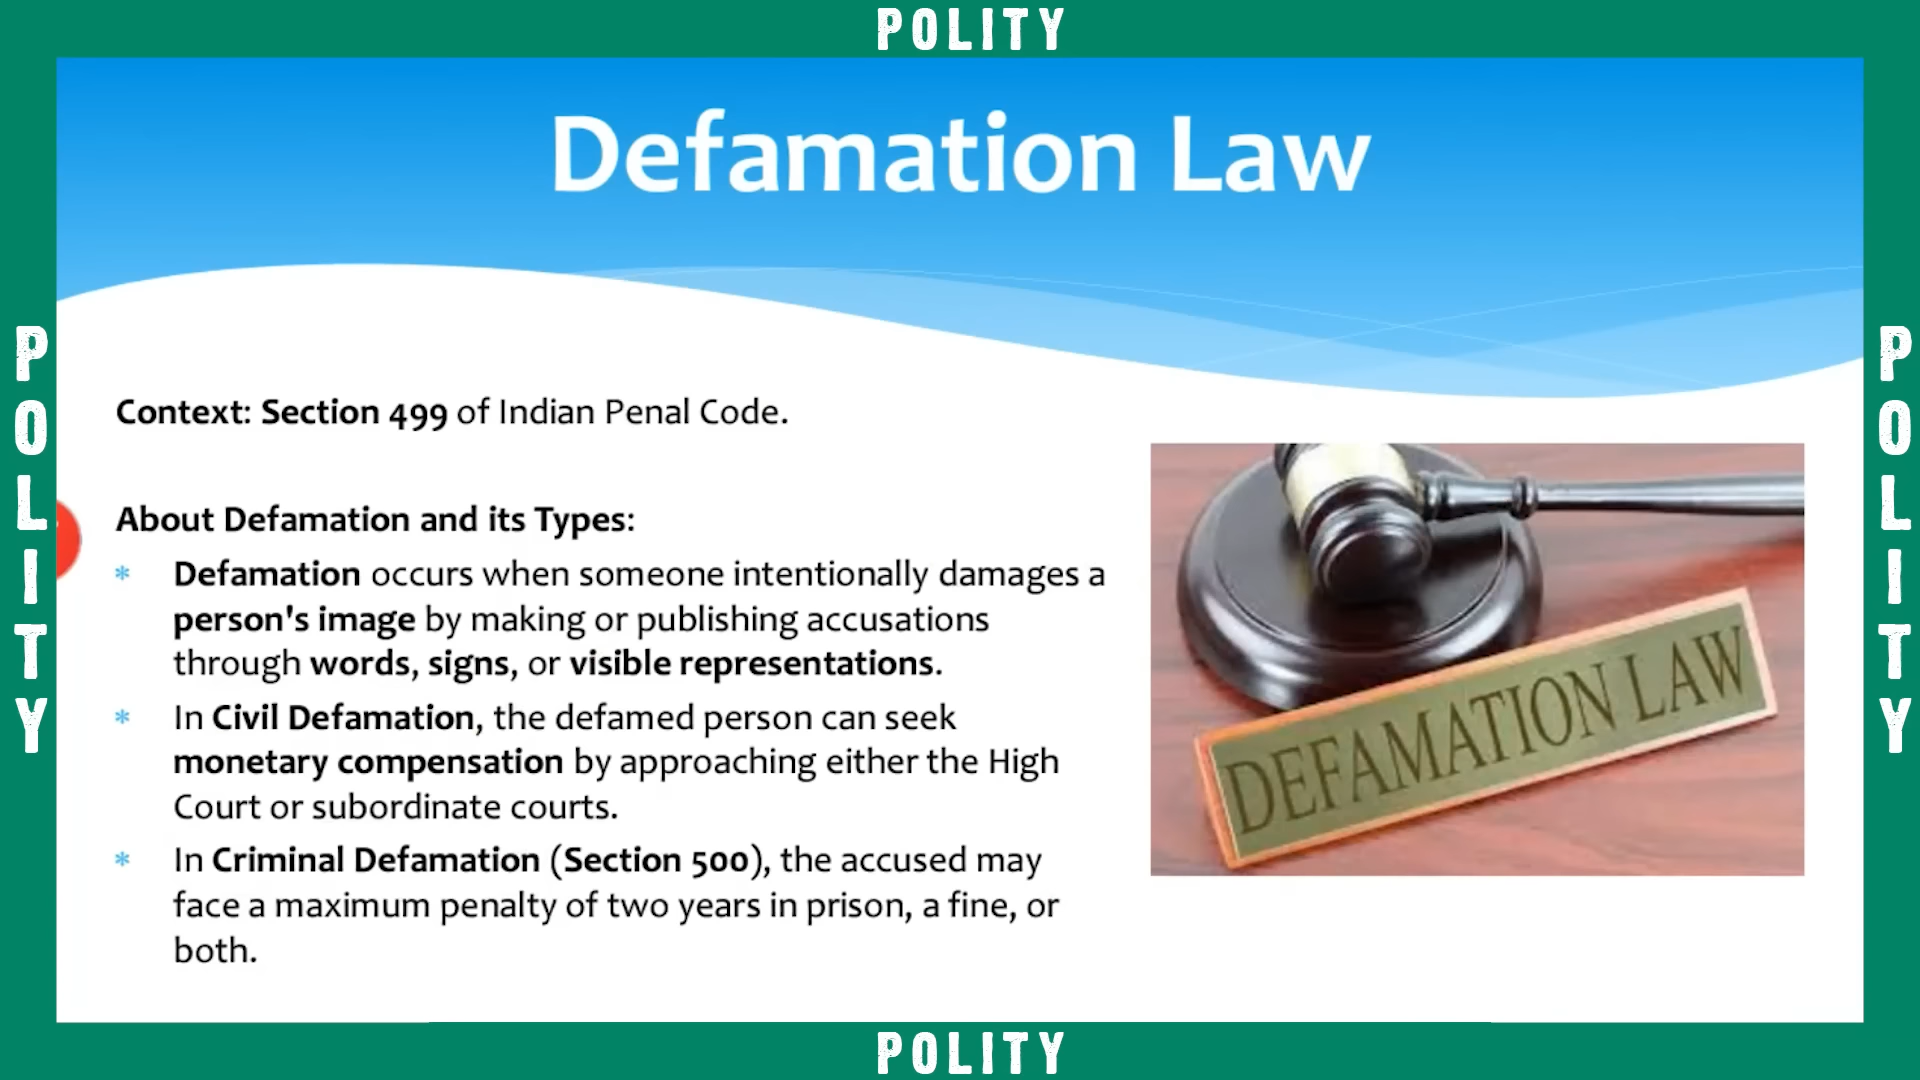 POLITY
Defamation Law
POLITY
Context: Section 499 of Indian Penal Code.
About Defamation and its Types:
* Defamation occurs when someone intentionally damages a
person's image by making or publishing accusations
through words, signs, or visible representations.
* In Civil Defamation, the defamed person can seek
monetary compensation by approaching either the High
Court or subordinate courts.
* In Criminal Defamation (Section 500), the accused may
face a maximum penalty of two years in prison, a fine, or
both.
DEFAMATION LAW
POLITY
POLITY